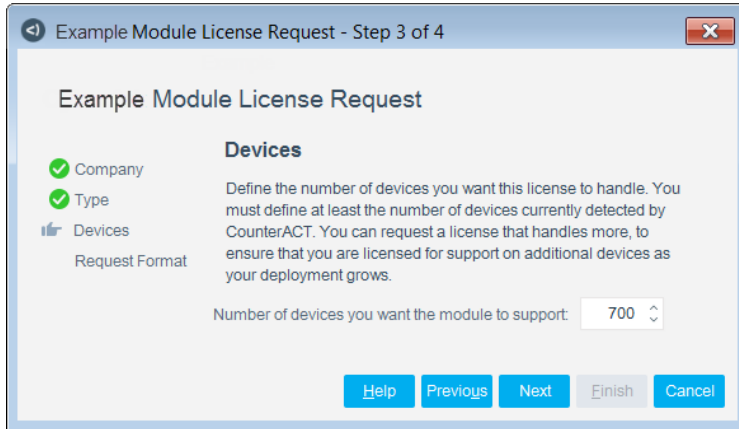 Example Module License Request - Step 3 of 4
Example Module License Request
Company
Type
Devices
Request Format
Devices
Define the number of devices you want this license to handle. You
must define at least the number of devices currently detected by
CounterACT. You can request a license that handles more, to
ensure that you are licensed for support on additional devices as
your deployment grows.
Number of devices you want the module to support: 700
Help Previous Next Finish Cancel